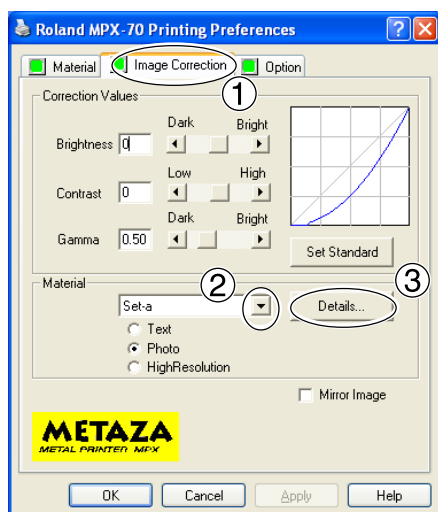 Roland MPX-70 Printing Preferences
Material Image Correction Option
1
Correction Values
Dark Bright
Brightness 0
Low High
Contrast 0
Dark Bright
Gamma 0.50
Set Standard
Material
2 3
Set-a Details...
Text
Photo
HighResolution
Mirror Image
METAZA
METAL PRINTER MPX
OK Cancel Apply Help